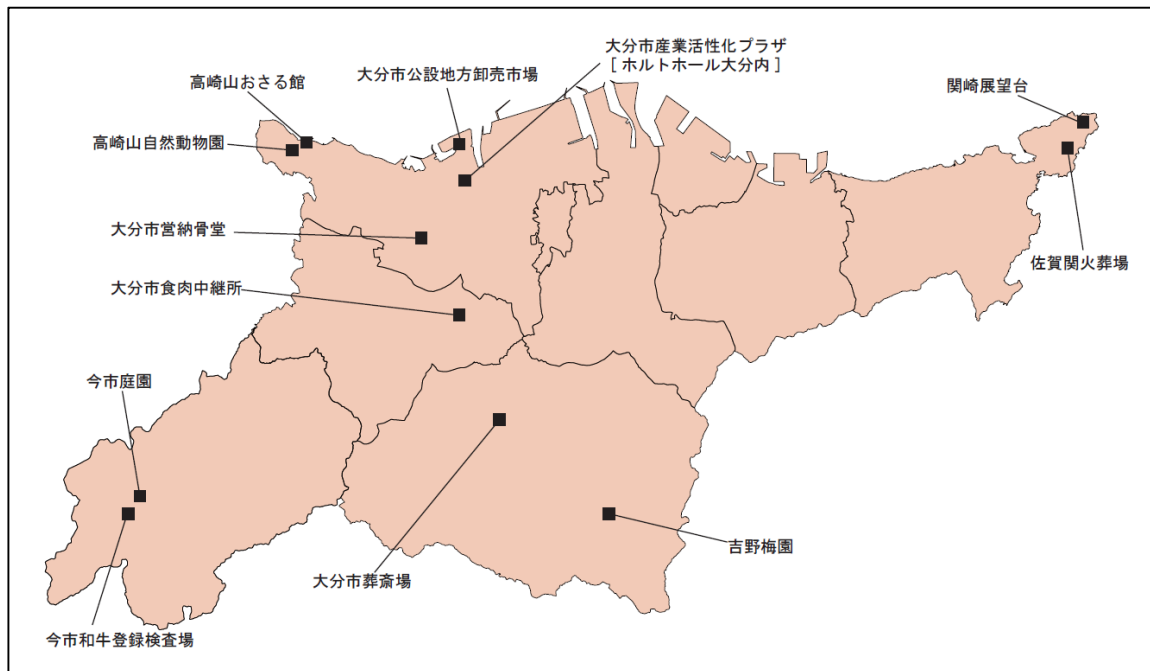 大分市産業活性化プラザ
[ ホルトホール大分内 ]
大分市公設地方卸売市場
高崎山おさる館
関崎展望台
高崎山自然動物園
大分市営納骨堂
佐賀関火葬場
大分市食肉中継所
今市庭園
吉野梅園
大分市葬斎場
今市和牛登録検査場